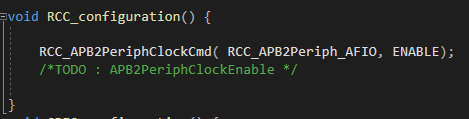 void RCC_configuration() {
RCC_APB2PeriphClockCmd( RCC_APB2Periph_AFIO, ENABLE);
/*TODO : APB2PeriphClockEnable */
}